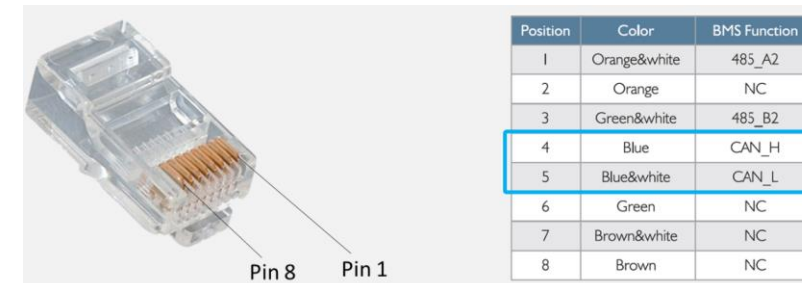 Pin 8
Pin 1
Position Color BMS Function
1 Orange&white 485_A2
2 Orange NC
3 Green&white 485_B2
4 Blue CAN_H
5 Blue&white CAN_L
6 Green NC
7 Brown&white NC
8 Brown NC